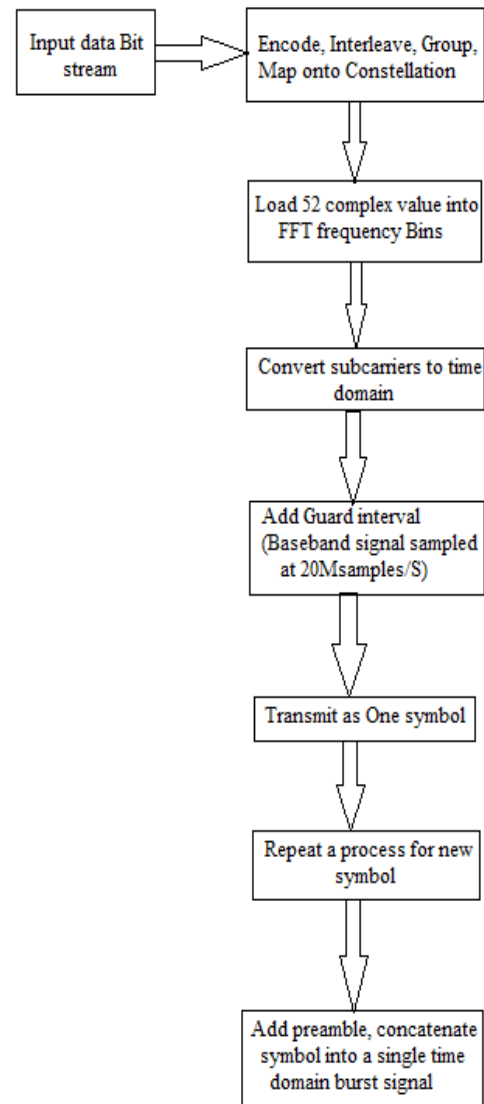 Input data Bit
stream
Encode, Interleave, Group,
Map onto Constellation
Load 52 complex value into
FFT frequency Bins
Convert subcarriers to time
domain
Add Guard interval
(Baseband signal sampled
at 20Msamples/S)
Transmit as One symbol
Repeat a process for new
symbol
Add preamble, concatenate
symbol into a single time
domain burst signal